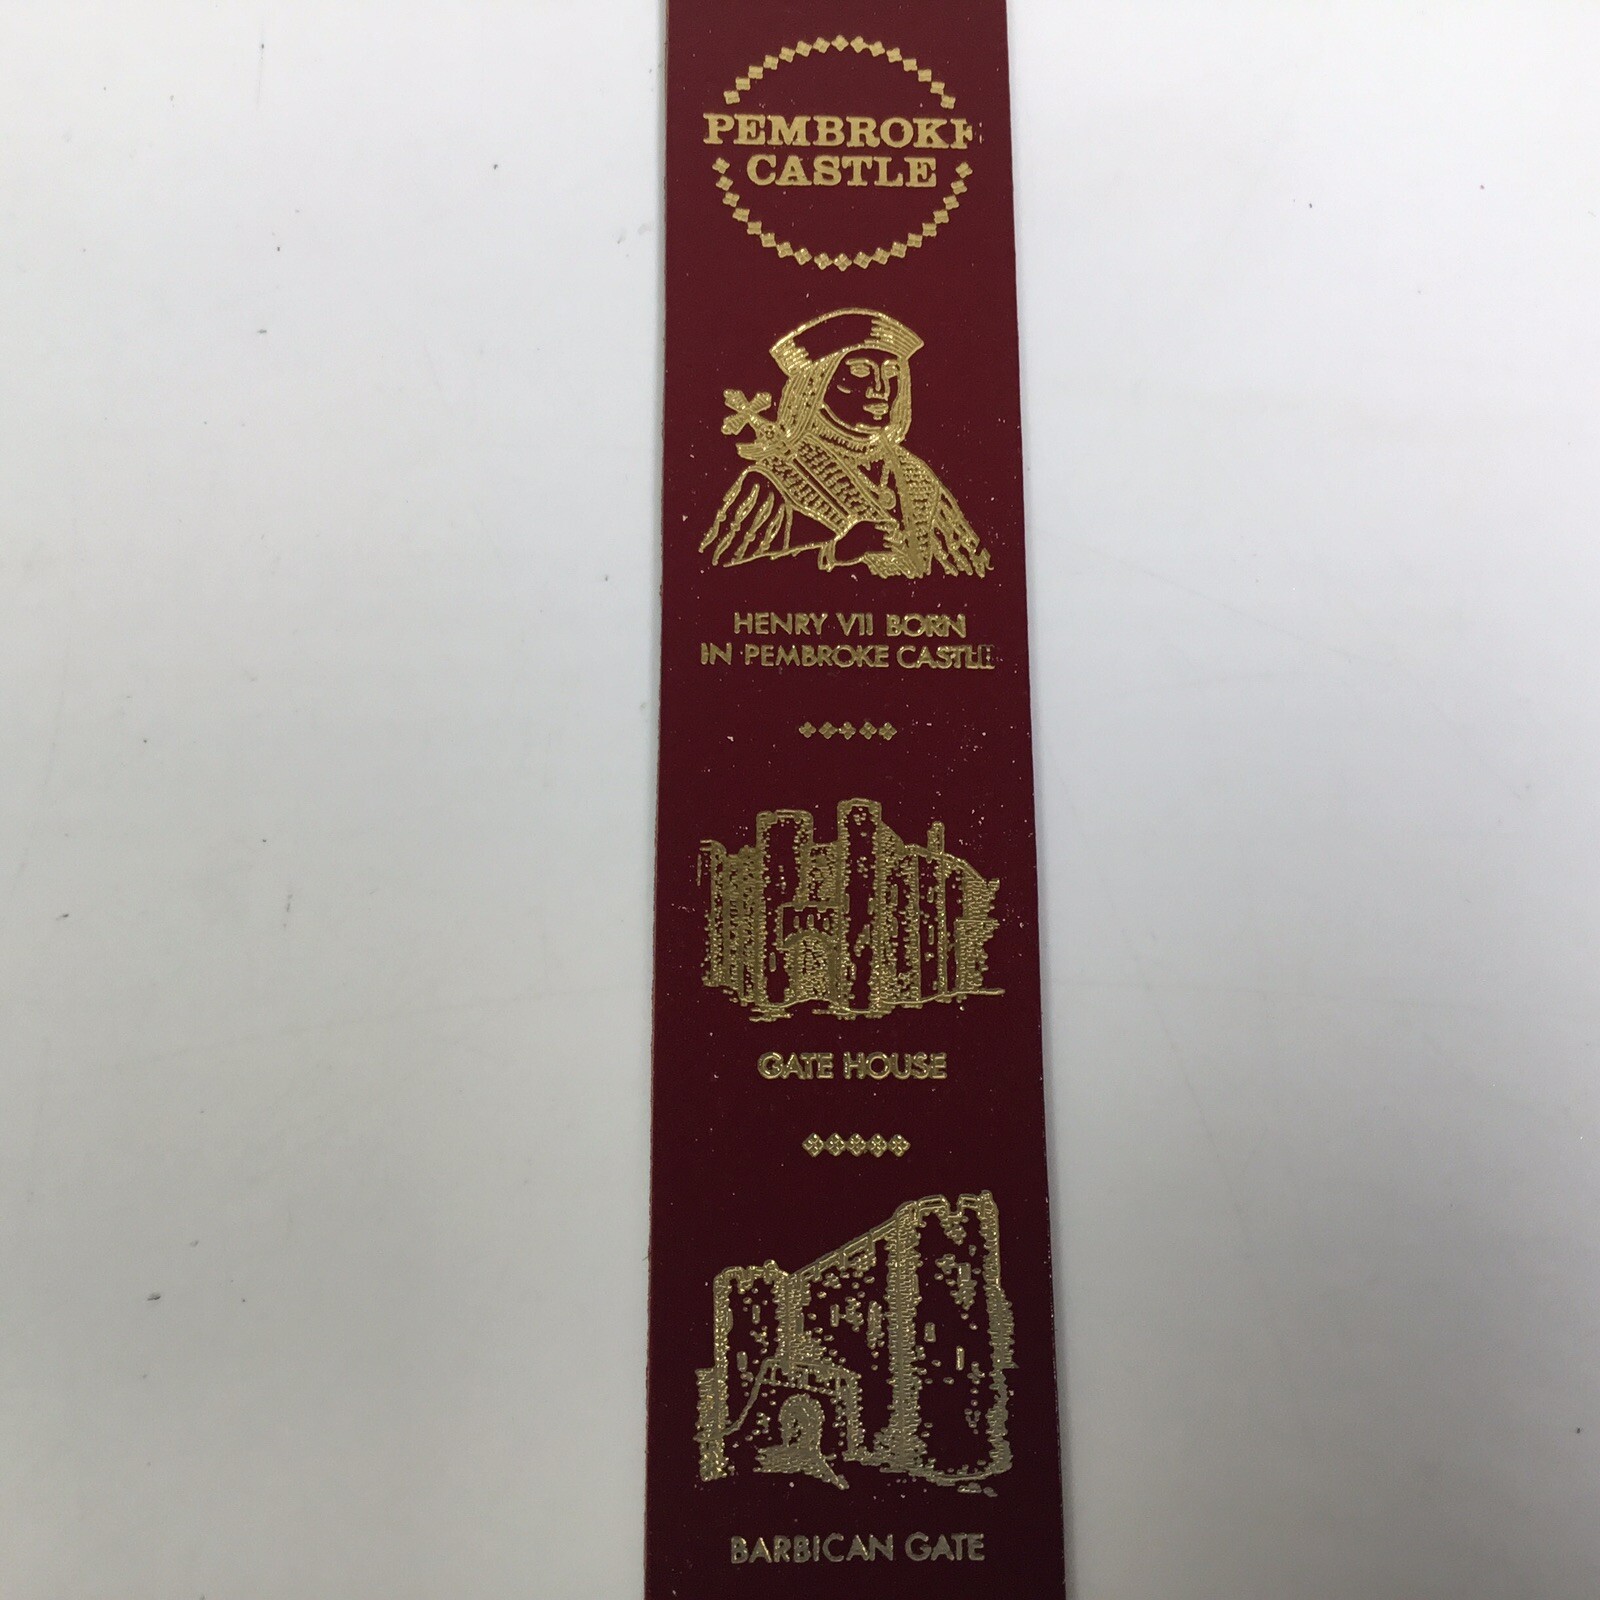 PEMBROKE
CASTLE
HENRY VII BORN
IN PEMBROKE CASTLE
GATE HOUSE
BARBICAN GATE